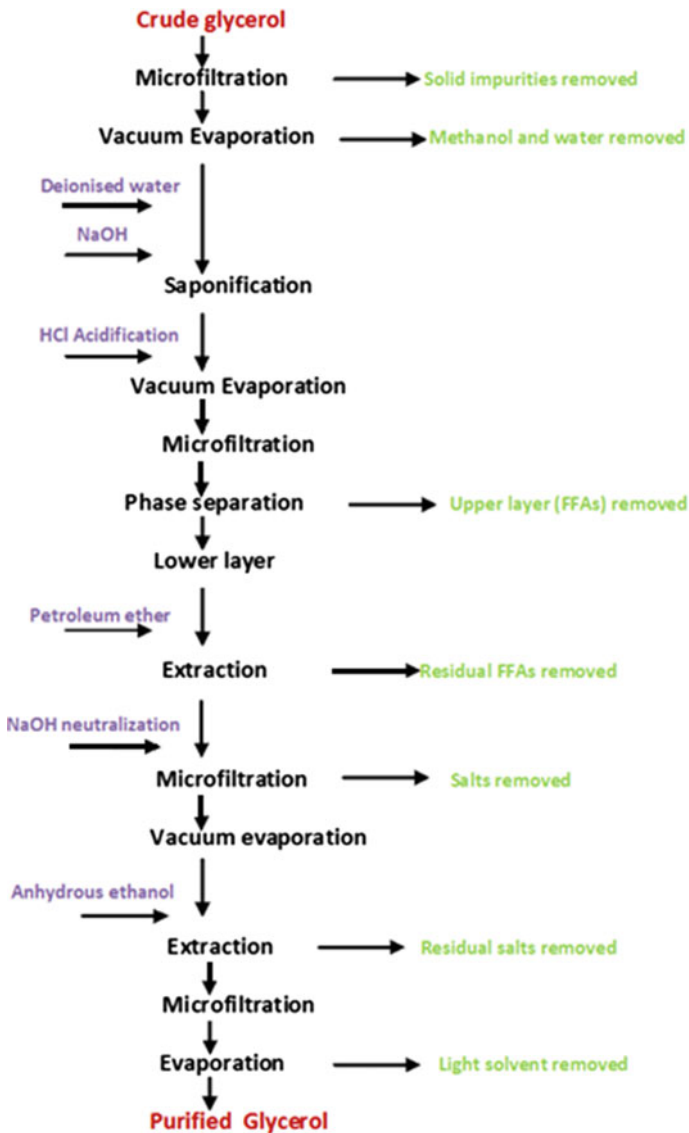 Crude glycerol
Microfiltration
Solid impurities removed
Vacuum Evaporation
Methanol and water removed
Deionised water
NaOH
Saponification
HCl Acidification
Vacuum Evaporation
Microfiltration
Phase separation
Upper layer (FFAs) removed
Lower layer
Petroleum ether
Extraction
Residual FFAs removed
NaOH neutralization
Microfiltration
Salts removed
Vacuum evaporation
Anhydrous ethanol
Extraction
Residual salts removed
Microfiltration
Evaporation
Light solvent removed
Purified Glycerol